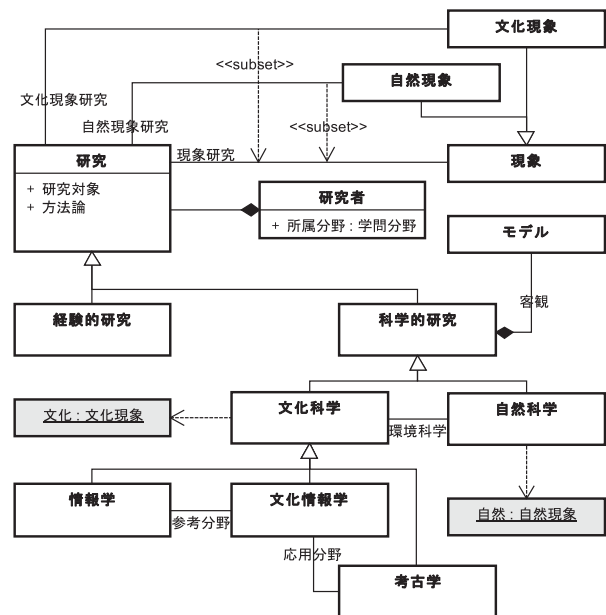 文化現象
<<subset>>
自然現象
文化現象研究
自然現象研究
<<subset>>
研究
現象研究
現象
+ 研究対象
+ 方法論
研究者
+ 所属分野 : 学問分野
モデル
客観
経験的研究
科学的研究
文化 : 文化現象
文化科学
環境科学
自然科学
情報学
参考分野
文化情報学
自然 : 自然現象
応用分野
考古学